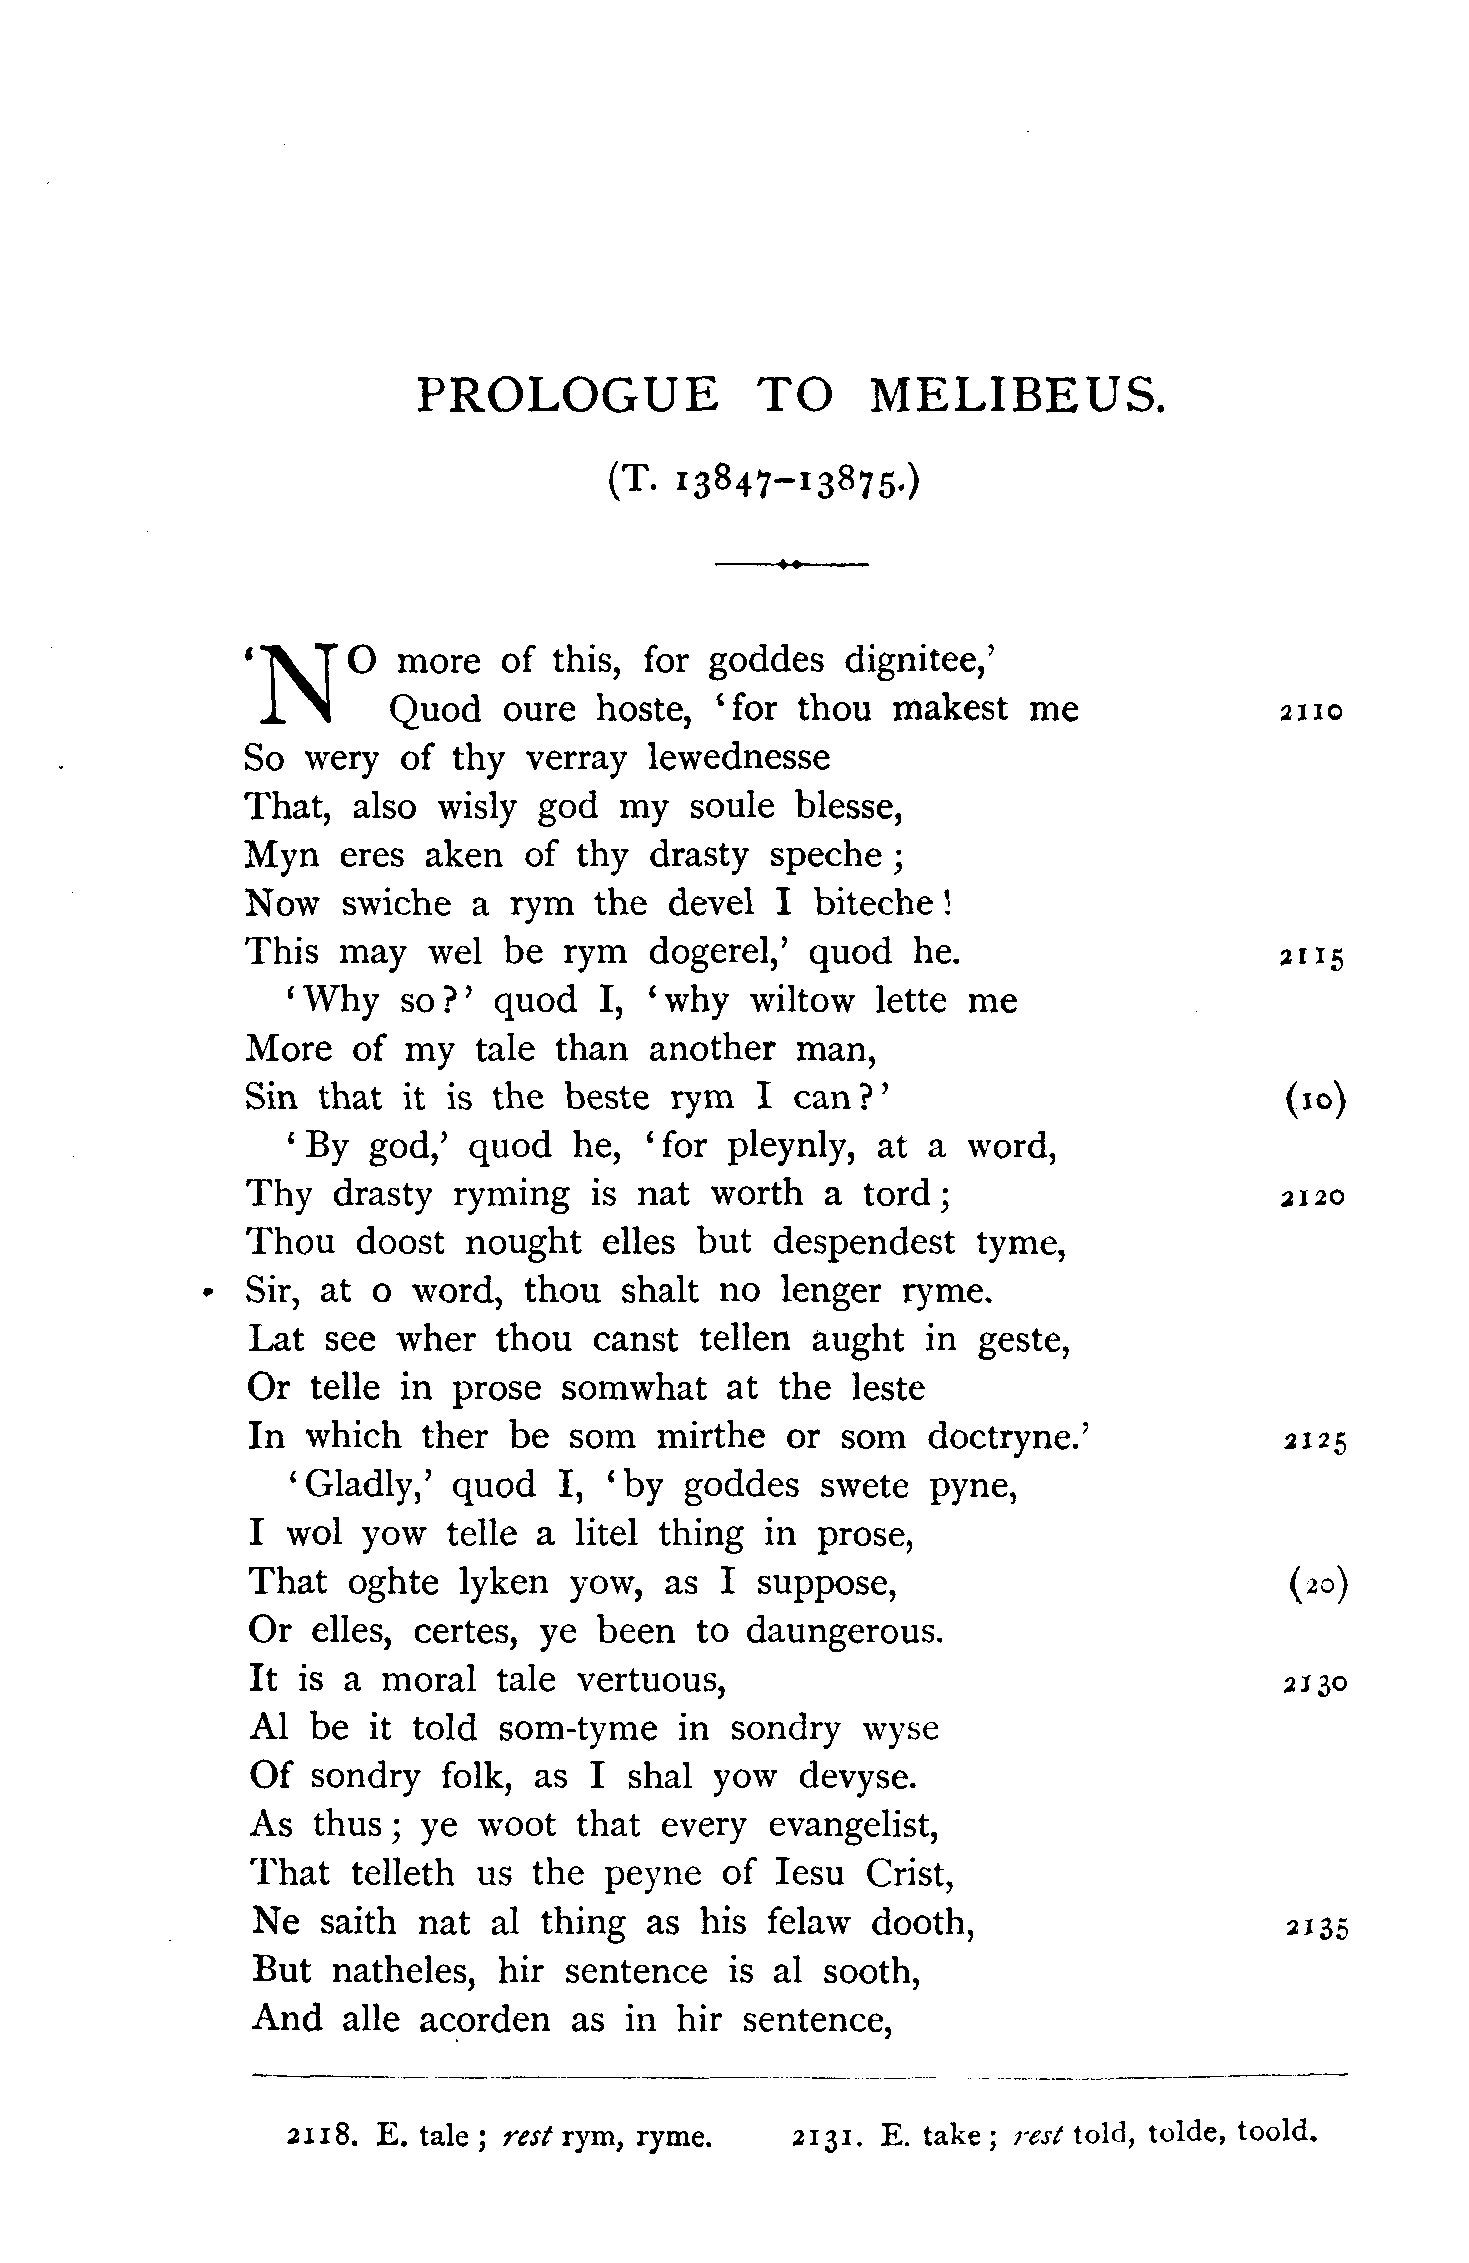 PROLOGUE TO MELIBEUS.
(T. 13847–13875.)
‘NO more of this, for goddes dignitee,’
Quod oure hoste, ‘for thou makest me 2110
So wery of thy verray lewednesse
That, also wisly god my soule blesse,
Myn eres aken of thy drasty speche ;
Now swiche a rym the devel I biteche !
This may wel be rym dogerel,’ quod he. 2115
‘Why so?’ quod I, ‘why wiltow lette me
More of my tale than another man,
Sin that it is the beste rym I can?’ (10)
‘By god,’ quod he, ‘for pleynly, at a word,
Thy drasty ryming is nat worth a tord ; 2120
Thou doost nought elles but despendest tyme,
Sir, at o word, thou shalt no lenger ryme.
Lat see wher thou canst tellen aught in geste,
Or telle in prose somwhat at the leste
In which ther be som mirthe or som doctryne.’ 2125
‘Gladly,’ quod I, ‘by goddes swete pyne,
I wol yow telle a litel thing in prose,
That oghte lyken yow, as I suppose, (20)
Or elles, certes, ye been to daungerous.
It is a moral tale vertuous, 2130
Al be it told som-tyme in sondry wyse
Of sondry folk, as I shal yow devyse.
As thus ; ye woot that every evangelist,
That telleth us the peyne of Iesu Crist,
Ne saith nat al thing as his felaw dooth, 2135
But natheles, hir sentence is al sooth,
And alle acorden as in hir sentence,
2118. E. tale ; rest rym, ryme. 2131. E. take ; rest told, tolde, toold.